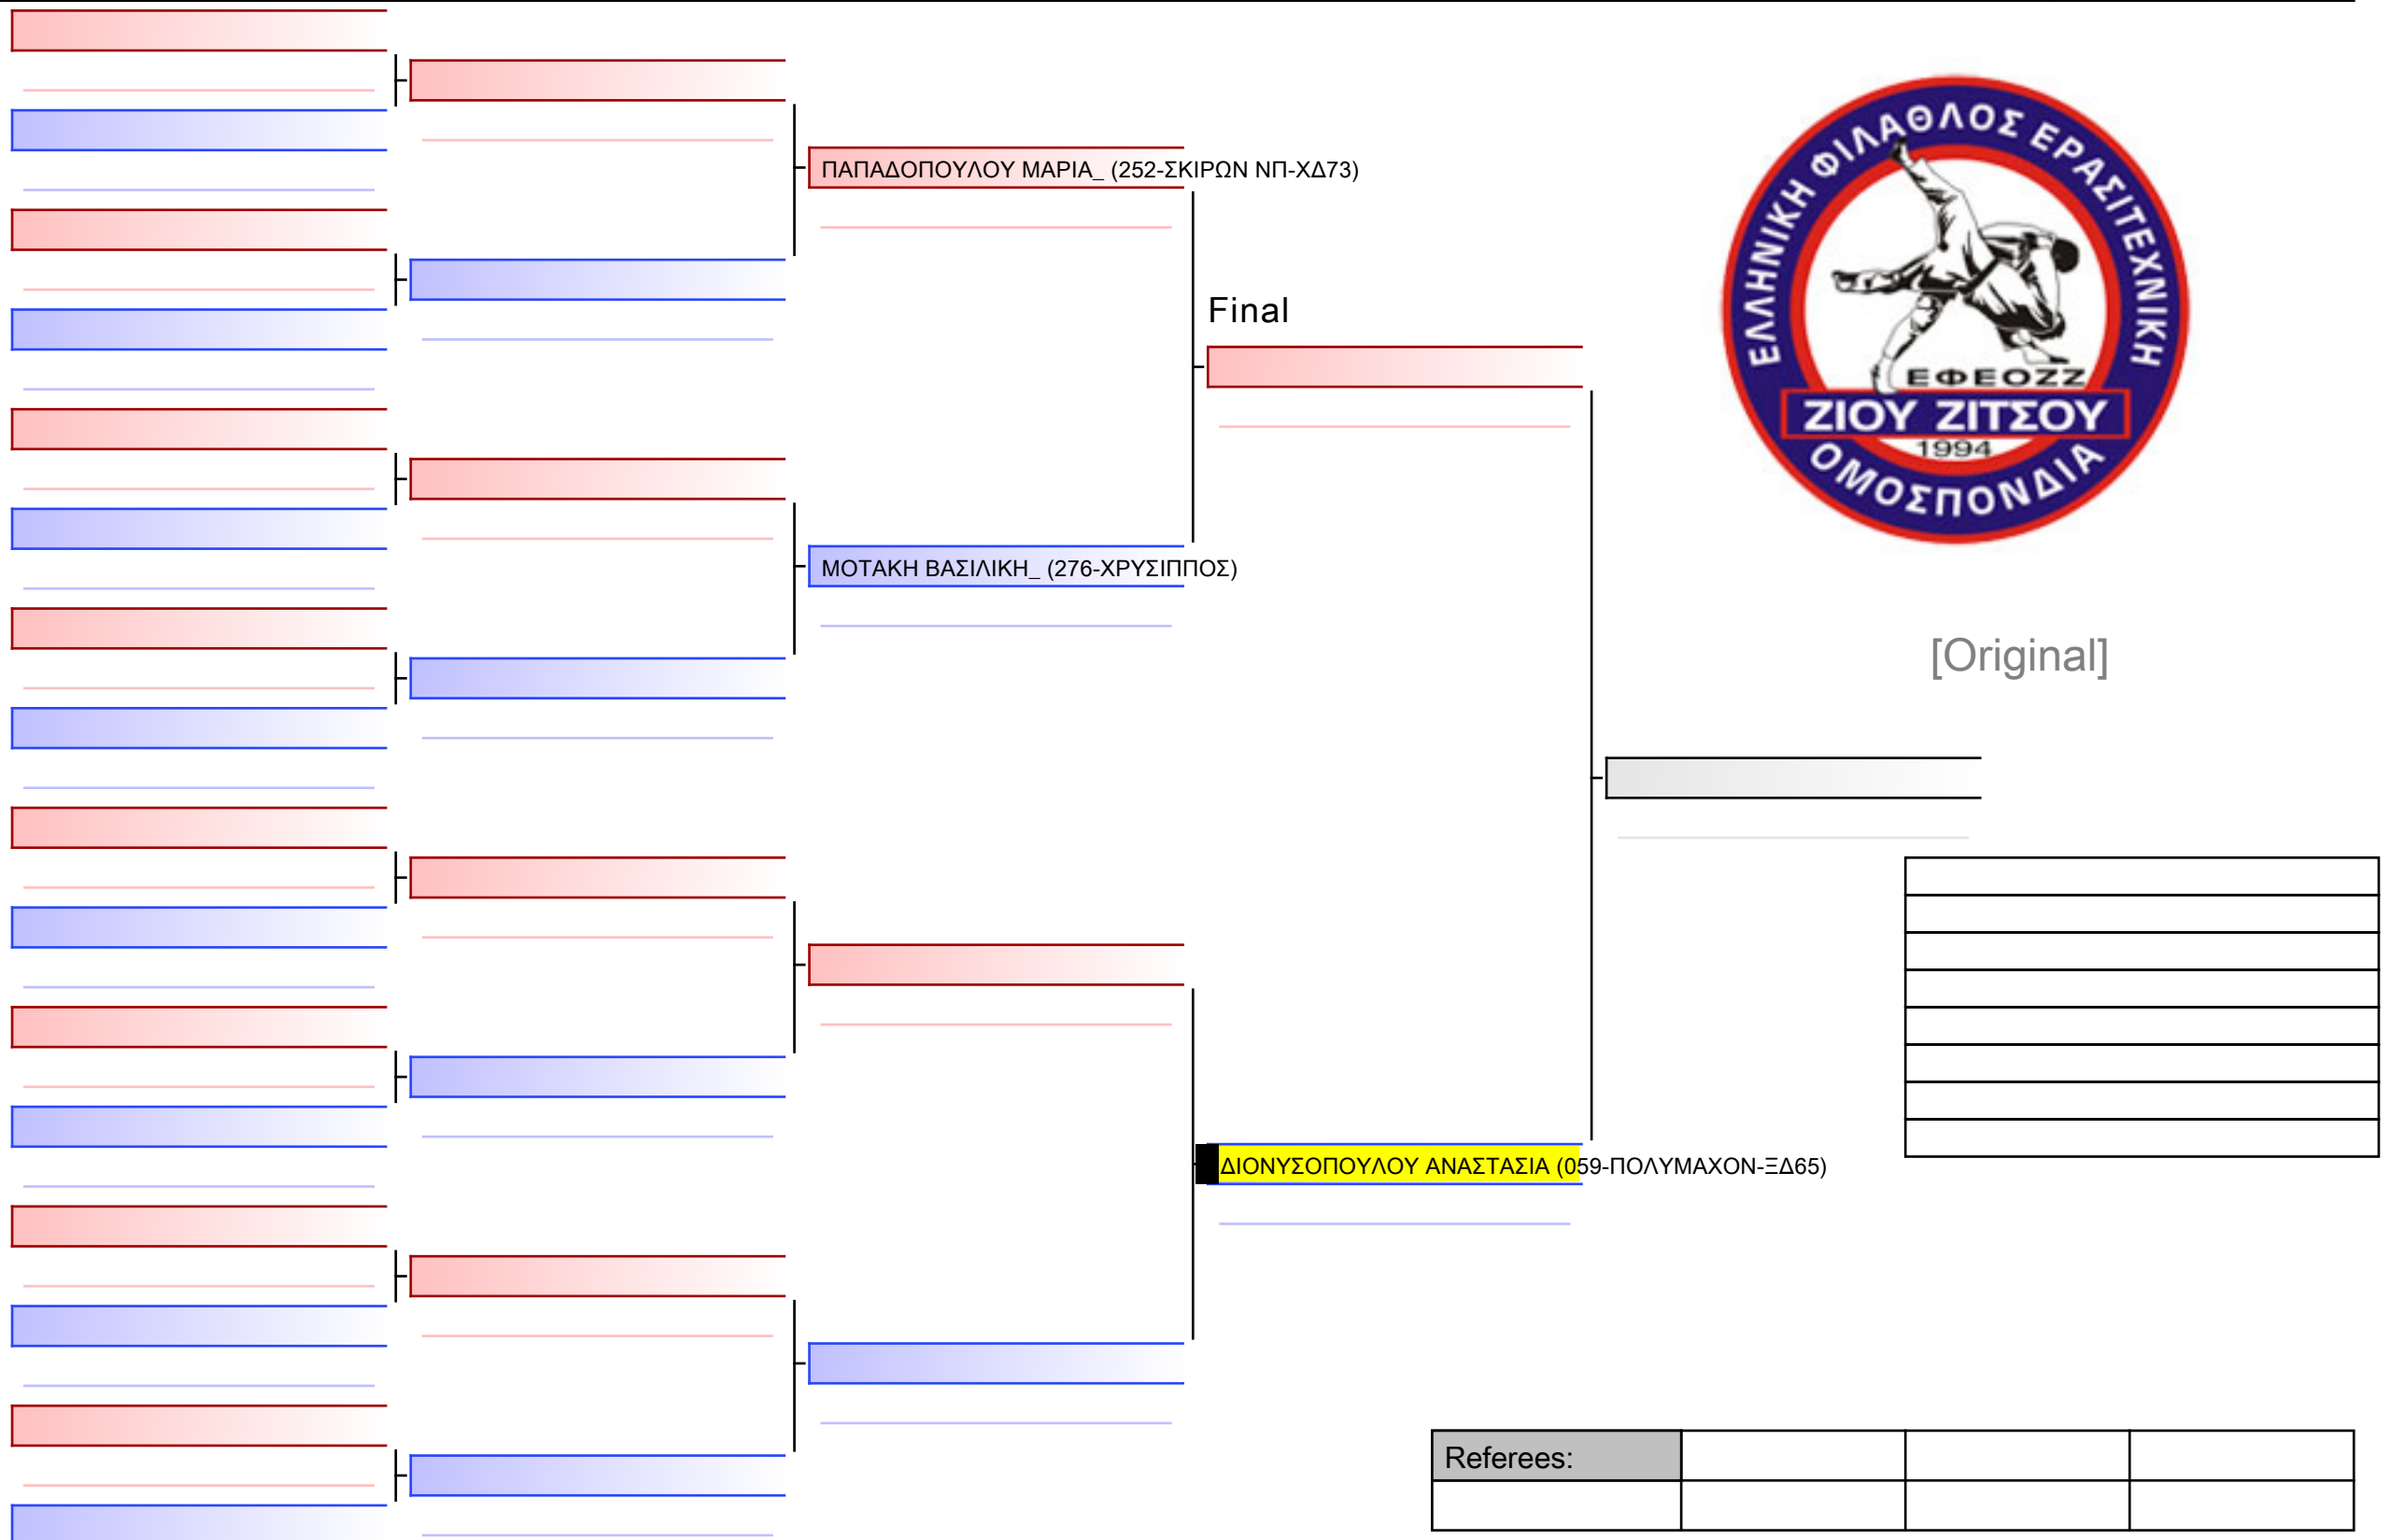 ΠΑΠΑΔΟΠΟΥΛΟΥ ΜΑΡΙΑ_ (252-ΣΚΙΡΩΝ ΝΠ-ΧΔ73)
Final
ΜΟΤΑΚΗ ΒΑΣΙΛΙΚΗ_ (276-ΧΡΥΣΙΠΠΟΣ)
ΕΛΛΗΝΙΚΗ ΦΙΛΑΘΛΟΣ ΕΡΑΣΙΤΕΧΝΙΚΗ
ΕΦΕΟΖΖ
ΖΙΟΥ ΖΙΤΣΟΥ
1994
ΟΜΟΣΠΟΝΔΙΑ
[Original]
ΔΙΟΝΥΣΟΠΟΥΛΟΥ ΑΝΑΣΤΑΣΙΑ (059-ΠΟΛΥΜΑΧΟΝ-ΞΔ65)
Referees: